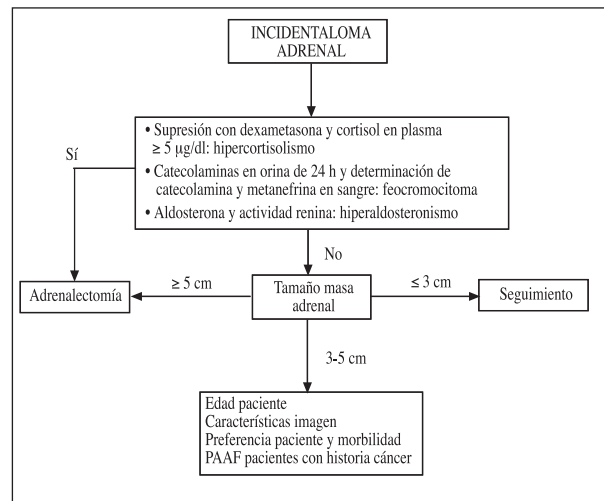 INCIDENTALOMA
ADRENAL
• Supresión con dexametasona y cortisol en plasma
≥ 5 µg/dl: hipercortisolismo
• Catecolaminas en orina de 24 h y determinación de
catecolamina y metanefrina en sangre: feocromocitoma
• Aldosterona y actividad renina: hiperaldosteronismo
Sí
No
Adrenalectomía
≥ 5 cm
Tamaño masa
adrenal
≤ 3 cm
Seguimiento
3-5 cm
Edad paciente
Características imagen
Preferencia paciente y morbilidad
PAAF pacientes con historia cáncer